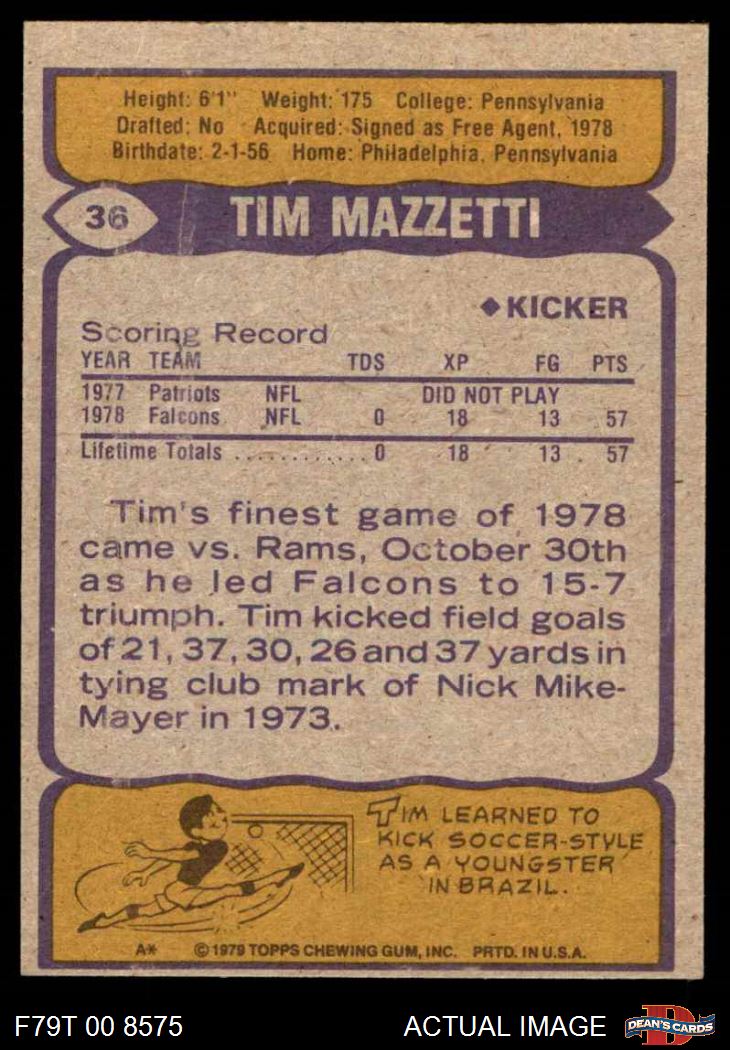 Height: 6'1" Weight: 175 College: Pennsylvania
Drafted: No Acquired: Signed as Free Agent, 1978
Birthdate: 2-1-56 Home: Philadelphia, Pennsylvania
36 TIM MAZZETTI
◆KICKER
Scoring Record
YEAR TEAM TDS XP FG PTS
1977 Patriots NFL DID NOT PLAY
1978 Falcons NFL 0 18 13 57
Lifetime Totals ............ 0 18 13 57
Tim's finest game of 1978
came vs. Rams, October 30th
as he led Falcons to 15-7
triumph. Tim kicked field goals
of 21, 37, 30, 26 and 37 yards in
tying club mark of Nick Mike-
Mayer in 1973.
TIM LEARNED TO
KICK SOCCER-STYLE
AS A YOUNGSTER
IN BRAZIL.
A* ©1979 TOPPS CHEWING GUM, INC. PRTD. IN U.S.A.
F79T 00 8575 ACTUAL IMAGE D DEAN'S CARDS